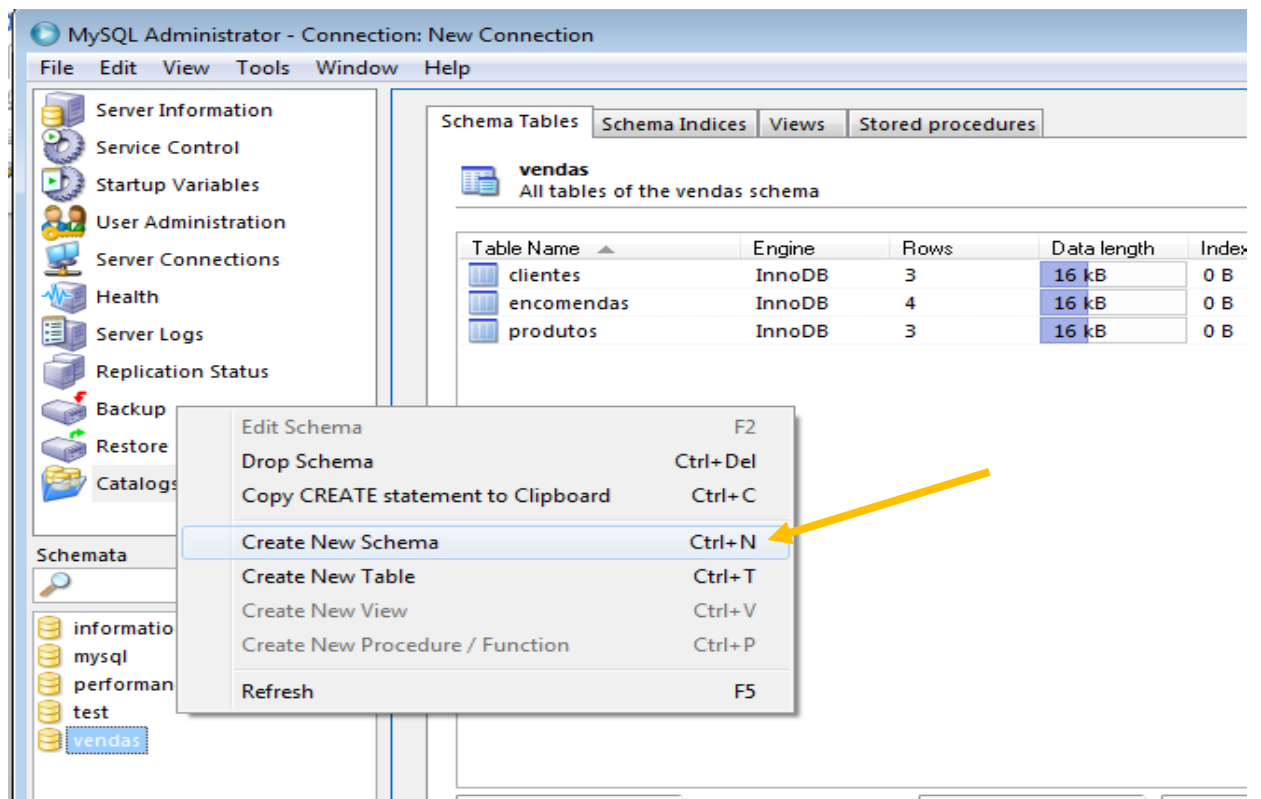 MySQL Administrator - Connection: New Connection
File Edit View Tools Window Help
Server Information
Service Control
Startup Variables
User Administration
Server Connections
Health
Server Logs
Replication Status
Backup
Restore
Catalogs
Schemata
informatio
mysql
performan
test
vendas
Schema Tables Schema Indices Views Stored procedures
vendas
All tables of the vendas schema
Table Name Engine Rows Data length Index
clientes InnoDB 3 16 kB 0 B
encomendas InnoDB 4 16 kB 0 B
produtos InnoDB 3 16 kB 0 B
Edit Schema F2
Drop Schema Ctrl+Del
Copy CREATE statement to Clipboard Ctrl+C
Create New Schema Ctrl+N
Create New Table Ctrl+T
Create New View Ctrl+V
Create New Procedure / Function Ctrl+P
Refresh F5